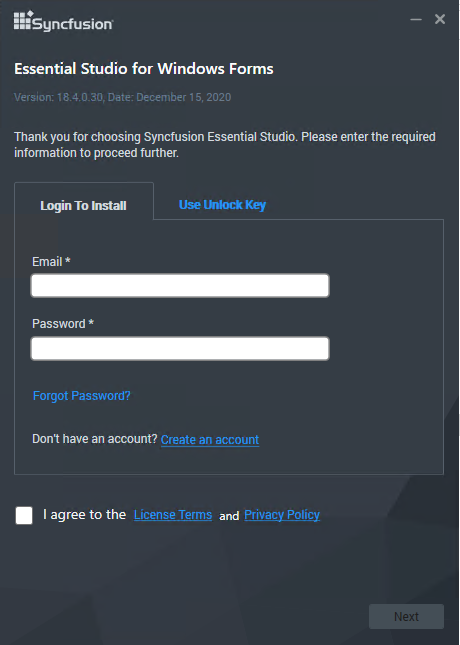 Syncfusion
Essential Studio for Windows Forms
Version: 18.4.0.30, Date: December 15, 2020
Thank you for choosing Syncfusion Essential Studio. Please enter the required
information to proceed further.
Login To Install
Use Unlock Key
Email *
Password *
Forgot Password?
Don't have an account? Create an account
I agree to the License Terms and Privacy Policy
Next